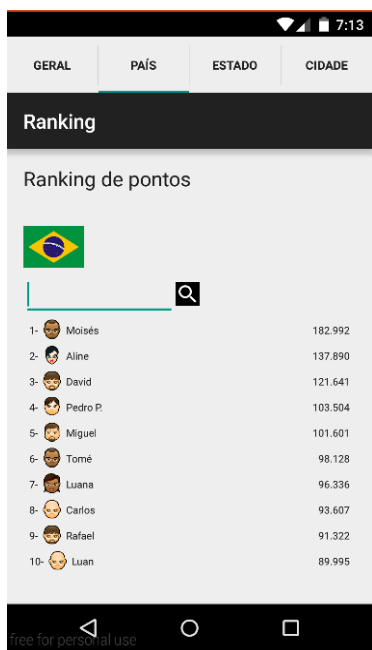 7:13
GERAL PAÍS ESTADO CIDADE
Ranking
Ranking de pontos
1- Moisés 182.992
2- Aline 137.890
3- David 121.641
4- Pedro P. 103.504
5- Miguel 101.601
6- Tomé 98.128
7- Luana 96.336
8- Carlos 93.607
9- Rafael 91.322
10- Luan 89.995
free for personal use